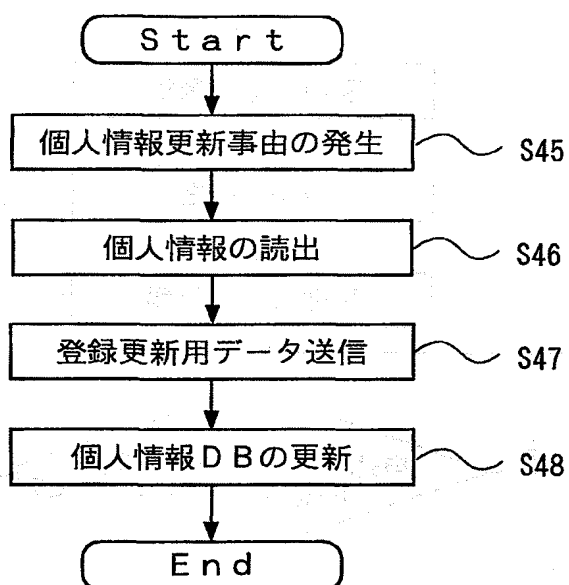 Start
個人情報更新事由の発生 S45
個人情報の読出 S46
登録更新用データ送信 S47
個人情報DBの更新 S48
End